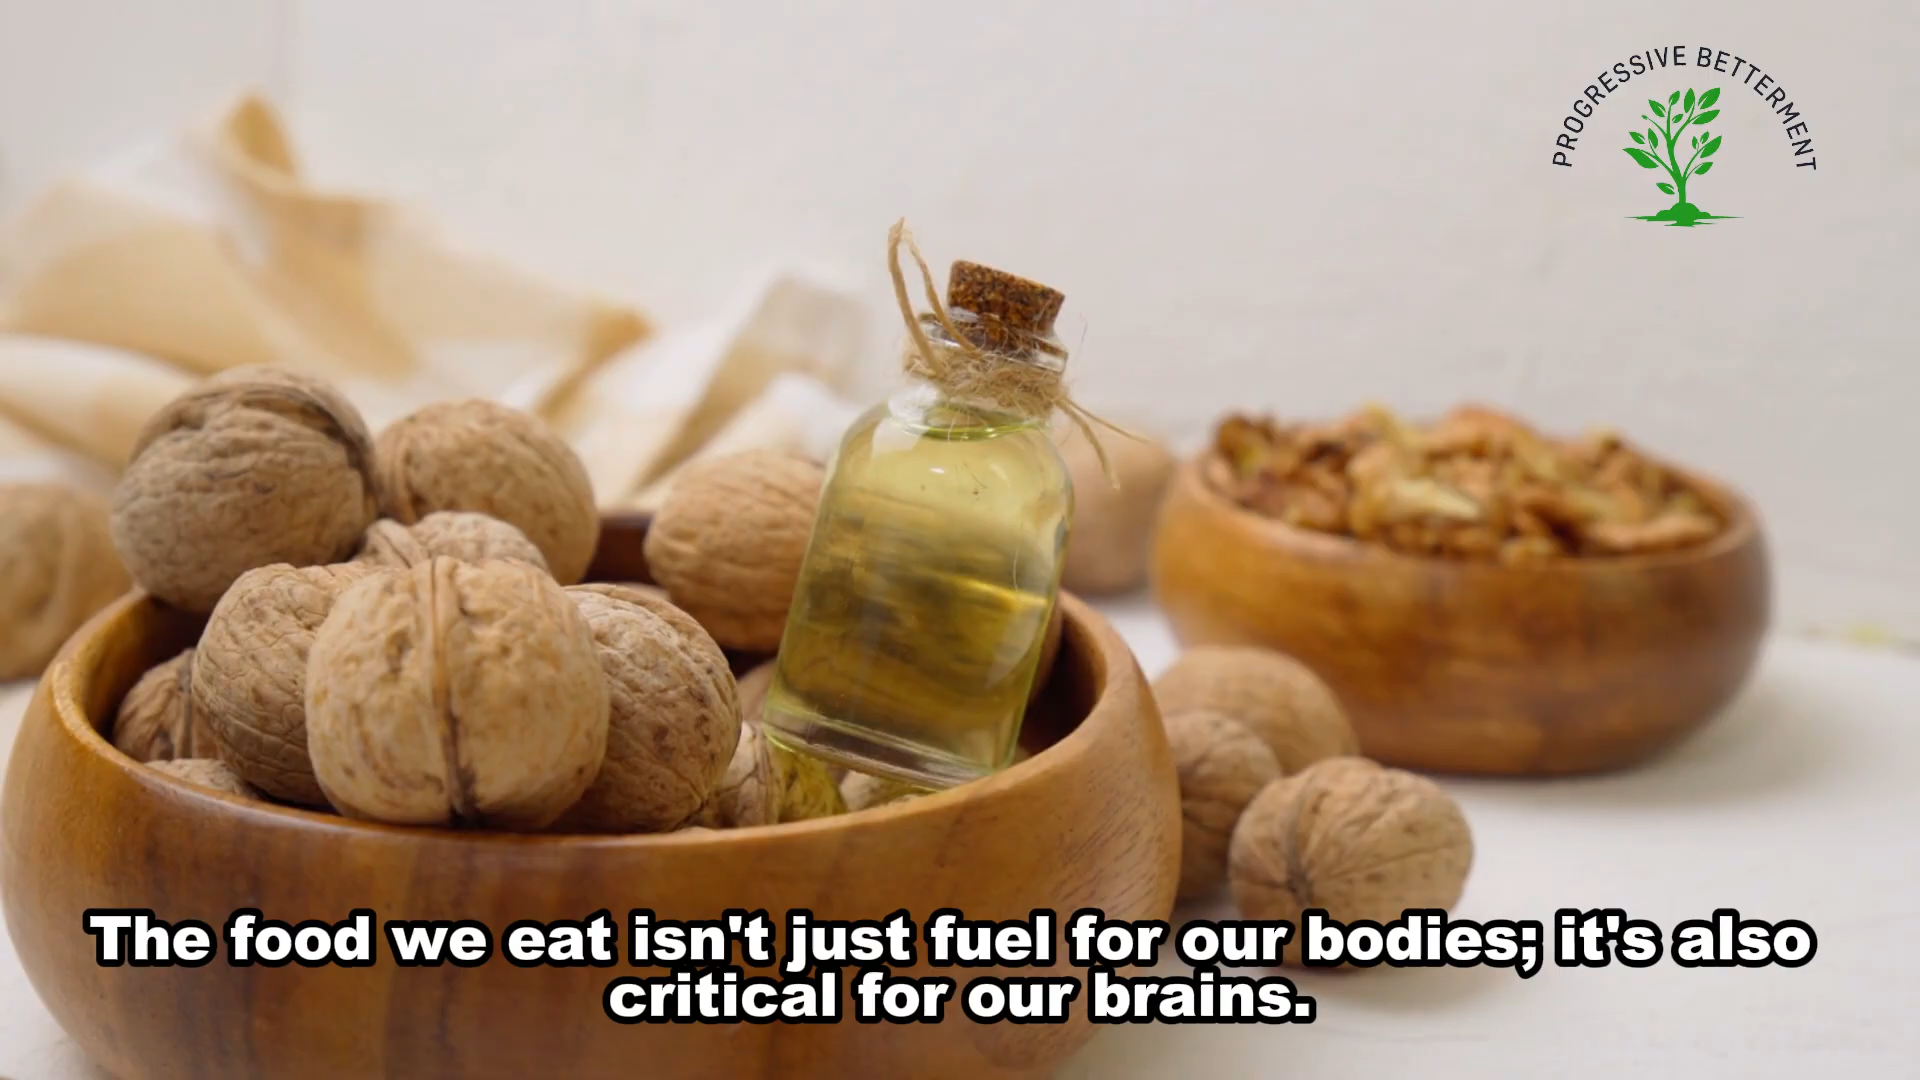 PROGRESSIVE BETTERMENT
The food we eat isn't just fuel for our bodies; it's also
critical for our brains.